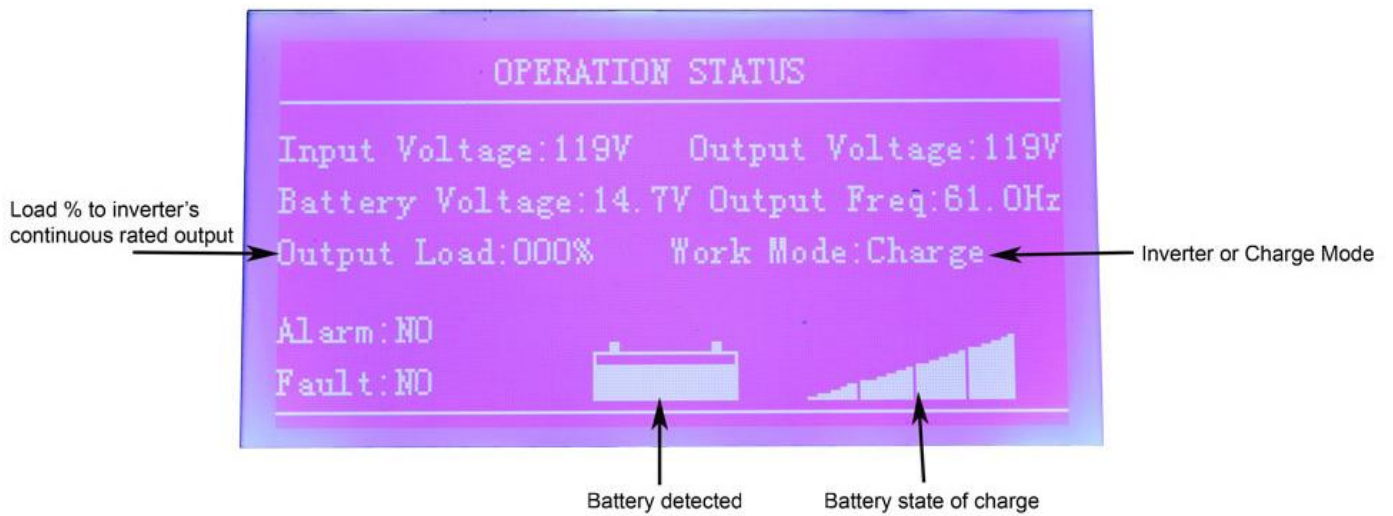 OPERATION STATUS
Input Voltage:119V Output Voltage:119V
Battery Voltage:14.7V Output Freq:61.0Hz
Load % to inverter's
continuous rated output
Output Load:000% Work Mode:Charge
Inverter or Charge Mode
Alarm:NO
Fault:NO
Battery detected
Battery state of charge